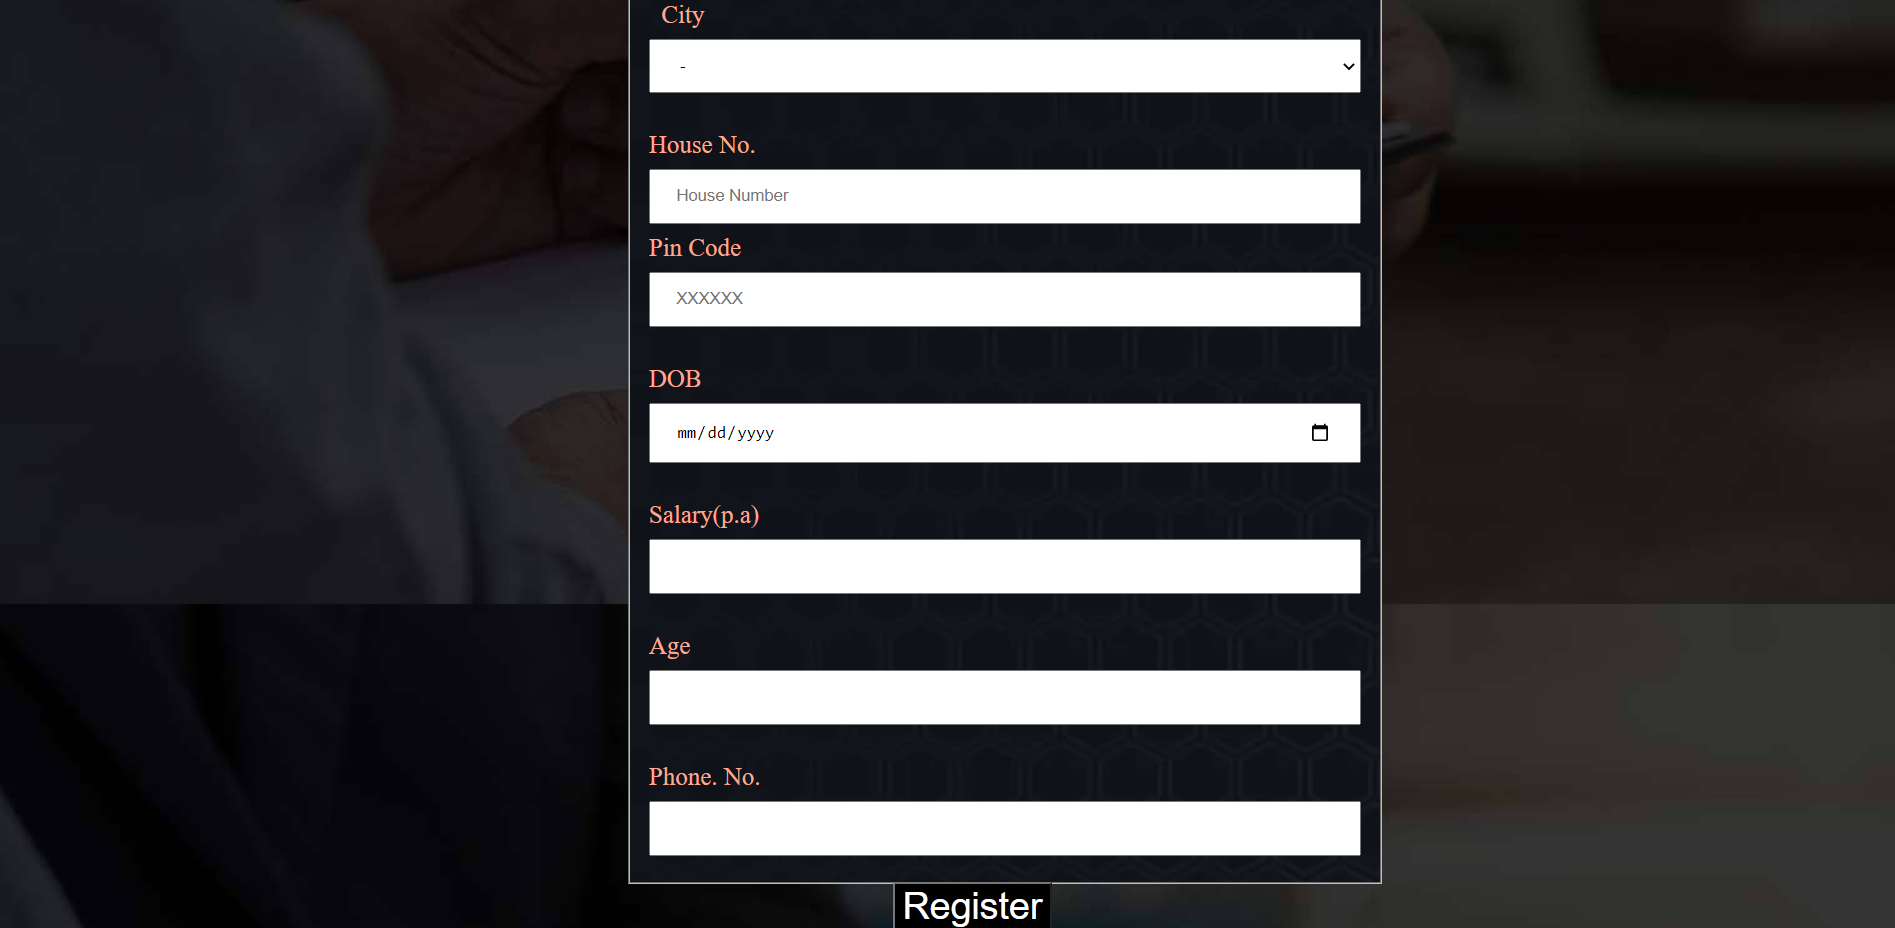 City
-
House No.
House Number
Pin Code
XXXXXX
DOB
mm/dd/yyyy
Salary(p.a)
Age
Phone. No.
Register